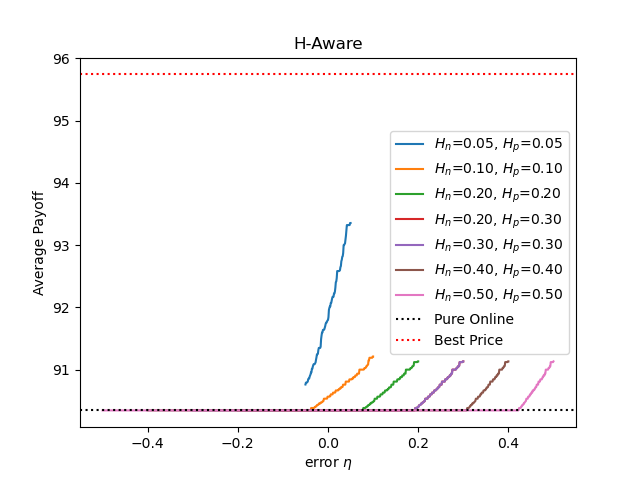 H-Aware
96
95
94
93
92
91
Average Payoff
H_n=0.05, H_p=0.05
H_n=0.10, H_p=0.10
H_n=0.20, H_p=0.20
H_n=0.20, H_p=0.30
H_n=0.30, H_p=0.30
H_n=0.40, H_p=0.40
H_n=0.50, H_p=0.50
Pure Online
Best Price
−0.4 −0.2 0.0 0.2 0.4
error η